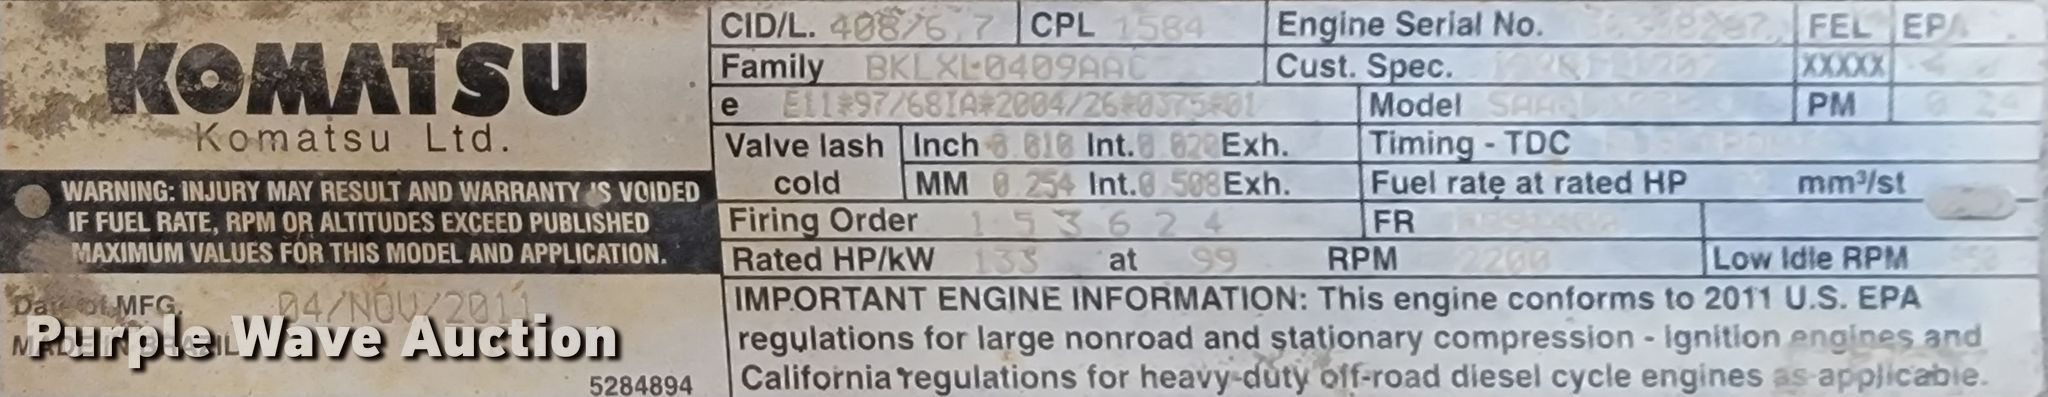 KOMATSU
Komatsu Ltd.
WARNING: INJURY MAY RESULT AND WARRANTY IS VOIDED
IF FUEL RATE, RPM OR ALTITUDES EXCEED PUBLISHED
MAXIMUM VALUES FOR THIS MODEL AND APPLICATION.
Date of MFG. 04/NOV/2011
MADE IN BRAZIL
Purple Wave Auction
5284894
CID/L. 408/6.7 CPL 1584 Engine Serial No. FEL EPA
Family BKLXL0409AAC Cust. Spec. XXXXX
e E11*97/68IA*2004/26*0375*01 Model PM
Valve lash cold Inch 0.010 Int. 0.020 Exh. Timing - TDC
MM 0.254 Int. 0.508 Exh. Fuel rate at rated HP mm³/st
Firing Order 1 5 3 6 2 4 FR
Rated HP/kW 133 at 99 RPM 2200 Low Idle RPM
IMPORTANT ENGINE INFORMATION: This engine conforms to 2011 U.S. EPA
regulations for large nonroad and stationary compression - ignition engines and
California regulations for heavy-duty off-road diesel cycle engines as applicable.